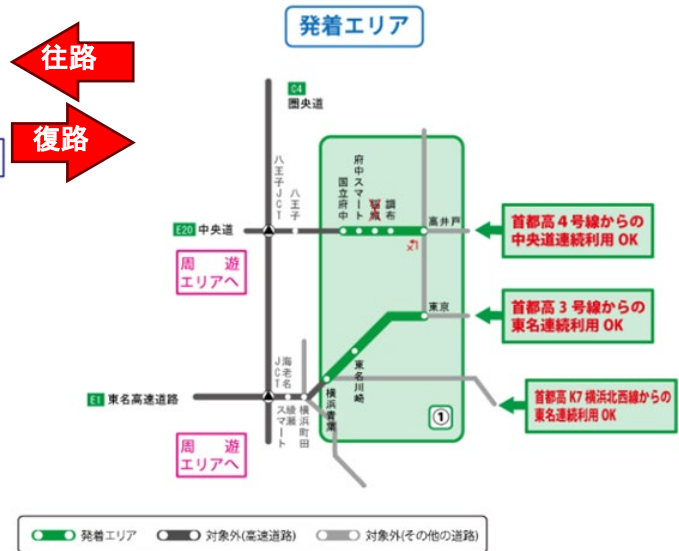 発着エリア
往路
復路
C4
圏央道
八王子JCT
八王子
国立府中
府中スマート
稲城
調布
高井戸
※1
E20 中央道
首都高4号線からの
中央道連続利用 OK
周遊
エリアへ
東京
首都高3号線からの
東名連続利用 OK
東名川崎
横浜青葉
海老名
JCT
E1 東名高速道路
綾瀬
スマート
横浜町田
首都高 K7 横浜北西線からの
東名連続利用 OK
①
周遊
エリアへ
発着エリア
対象外(高速道路)
対象外(その他の道路)